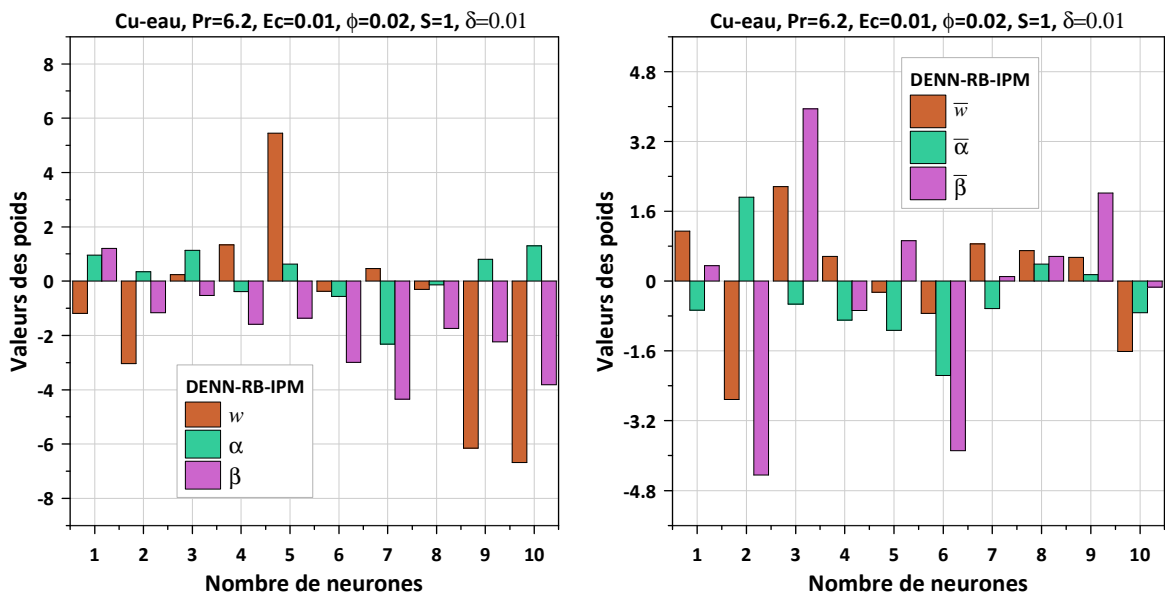 Cu-eau, Pr=6.2, Ec=0.01, ϕ=0.02, S=1, δ=0.01
Valeurs des poids
8
6
4
2
0
-2
-4
-6
-8
DENN-RB-IPM
w
α
β
1 2 3 4 5 6 7 8 9 10
Nombre de neurones
Cu-eau, Pr=6.2, Ec=0.01, ϕ=0.02, S=1, δ=0.01
Valeurs des poids
4.8
3.2
1.6
0
-1.6
-3.2
-4.8
DENN-RB-IPM
w̅
α̅
β̅
1 2 3 4 5 6 7 8 9 10
Nombre de neurones